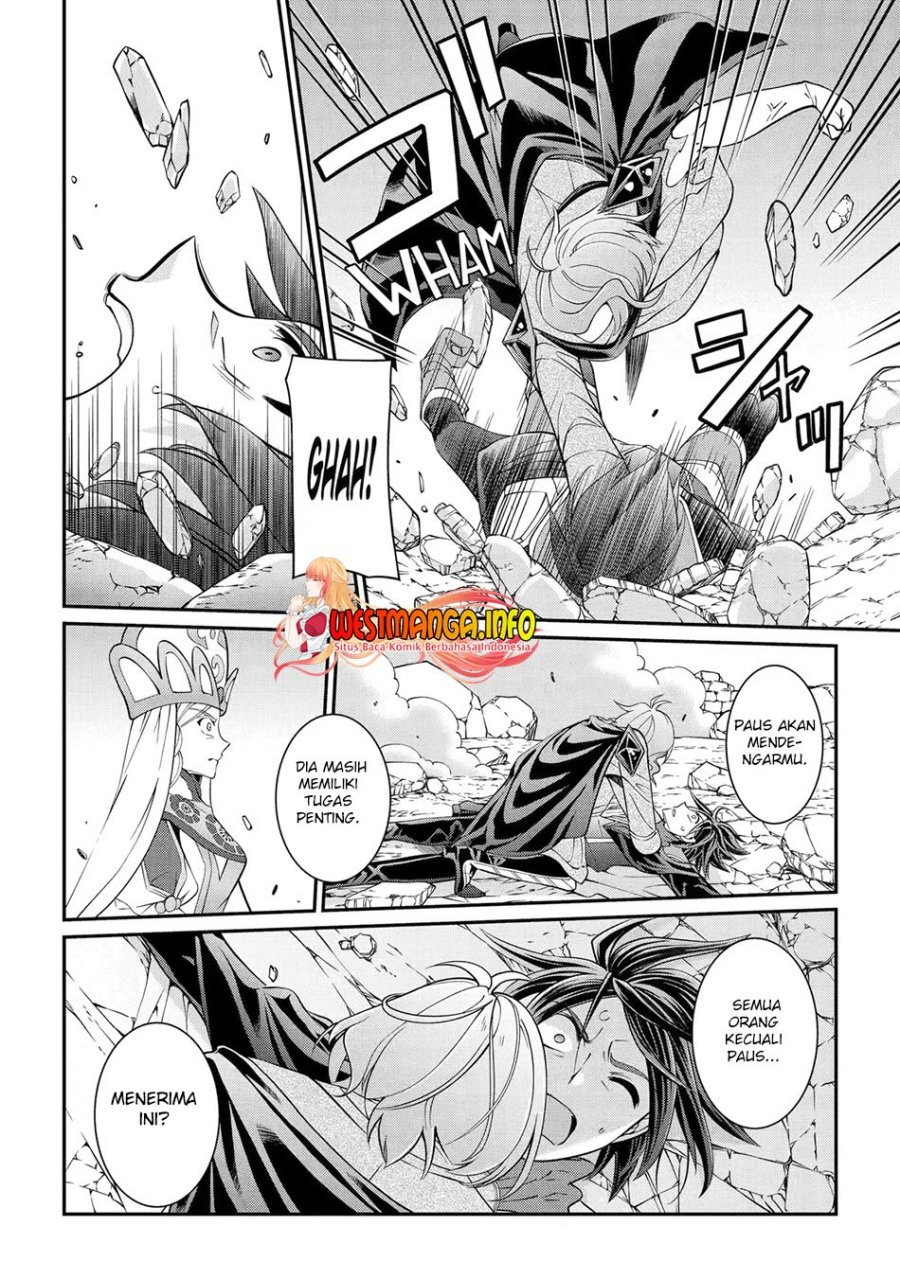 ゴ
WHAM
シャッ
GHAH!
WESTMANGA.INFO
Situs Baca Komik Berbahasa Indonesia
PAUS AKAN
MENDE-
NGARMU.
DIA MASIH
MEMILIKI
TUGAS
PENTING.
SEMUA
ORANG
KECUALI
PAUS...
MENERIMA
INI?